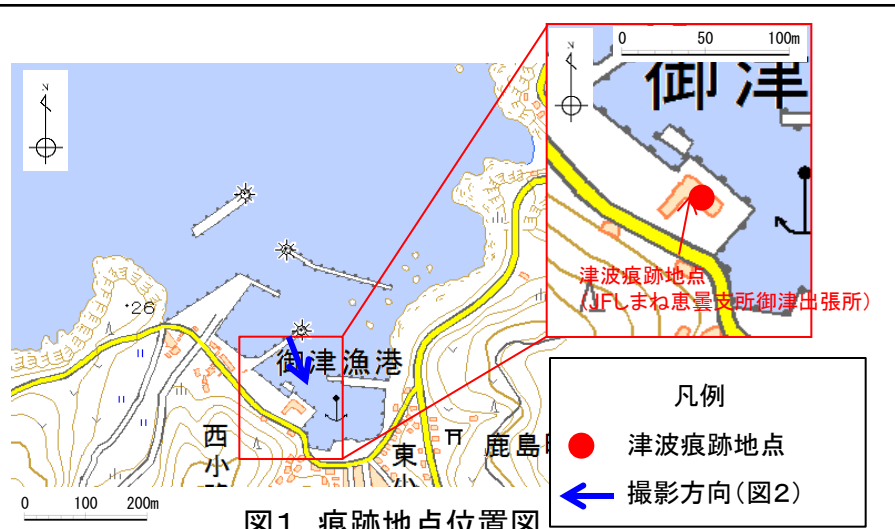 0 50 100m
N
御津
津波痕跡地点
(JFしまね恵曇支所御津出張所)
N
・26
御津漁港
西小
東小
鹿島
0 100 200m
図1 痕跡地点位置図
凡例
津波痕跡地点
撮影方向(図2)